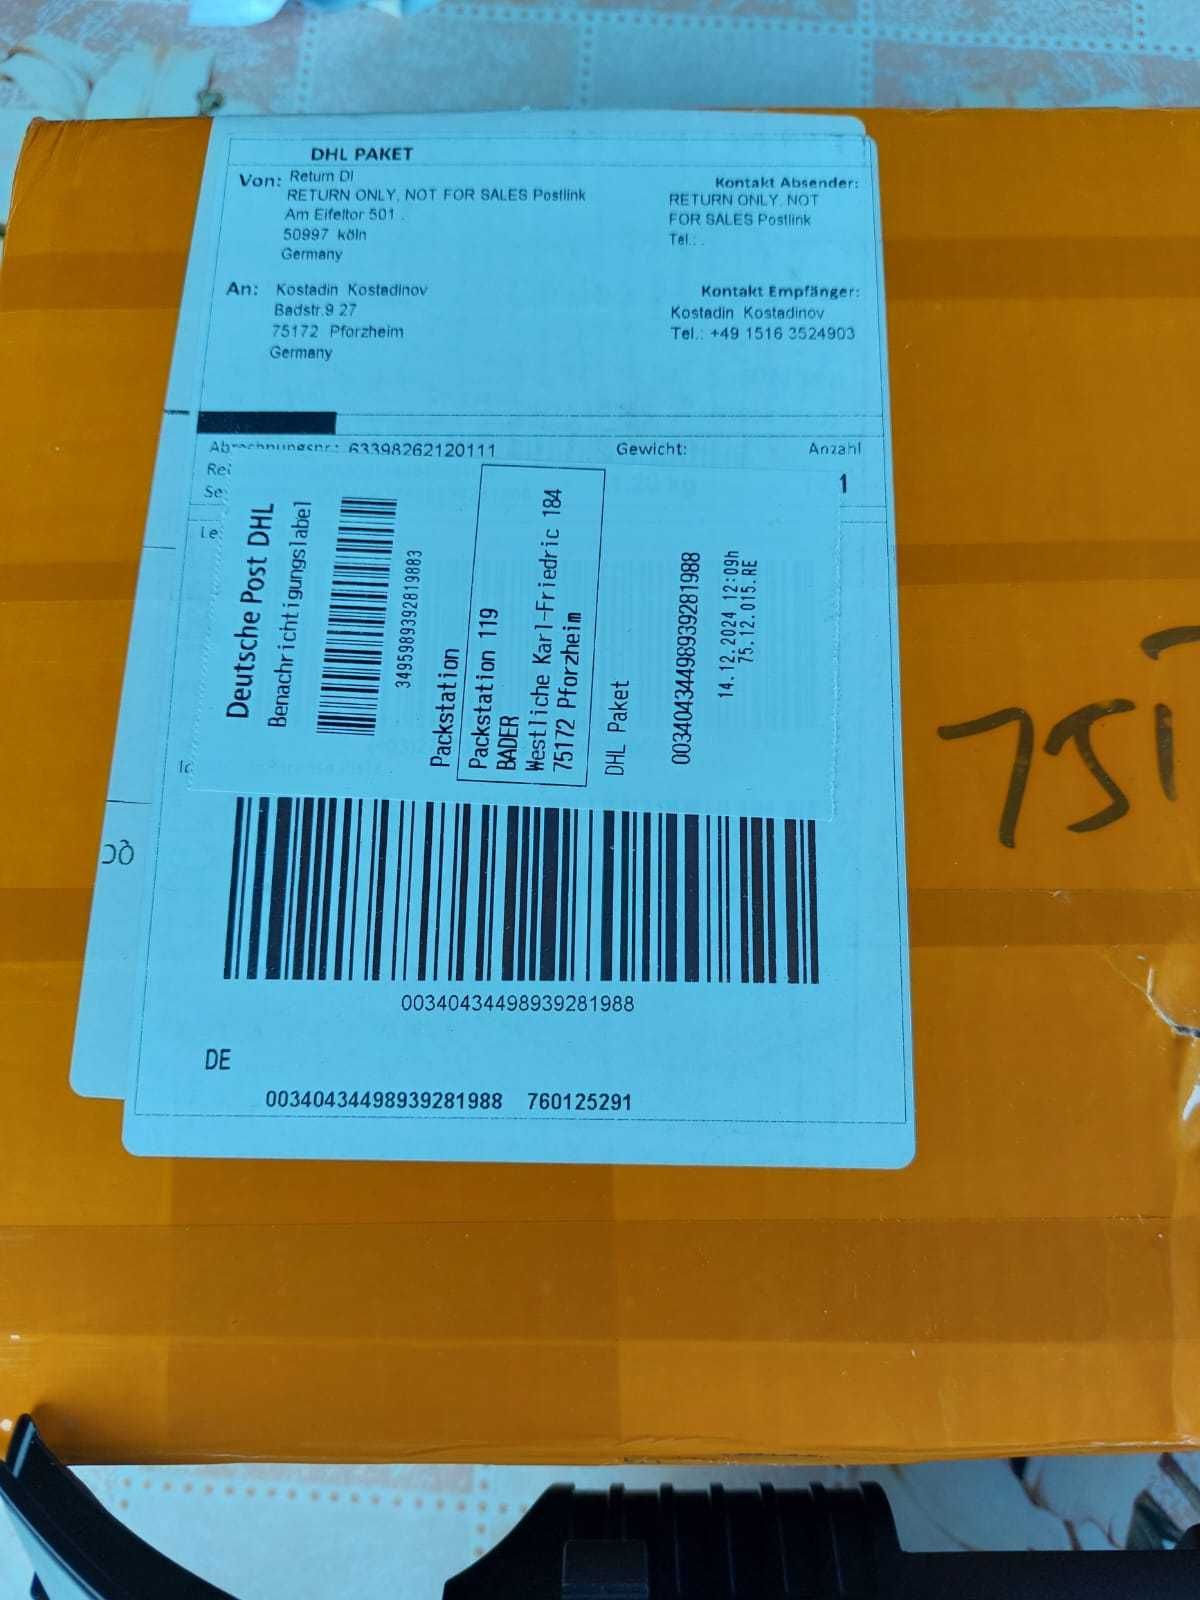 DHL PAKET
Von: Return DI
RETURN ONLY, NOT FOR SALES Postlink
Am Eifeltor 501 .
50997 köln
Germany
Kontakt Absender:
RETURN ONLY, NOT
FOR SALES Postlink
Tel.: .
An: Kostadin Kostadinov
Badstr.9 27
75172 Pforzheim
Germany
Kontakt Empfänger:
Kostadin Kostadinov
Tel.: +49 1516 3524903
Abrechnungsnr.: 63398262120111
Gewicht:
Anzahl
1.20 kg
1
Deutsche Post DHL
Benachrichtigungslabel
3495989392819883
Packstation
Packstation 119
BADER
Westliche Karl-Friedric 184
75172 Pforzheim
DHL Paket
00340434498939281988
14.12.2024 12:09h
75.12.015.RE
00340434498939281988
DE
00340434498939281988 760125291